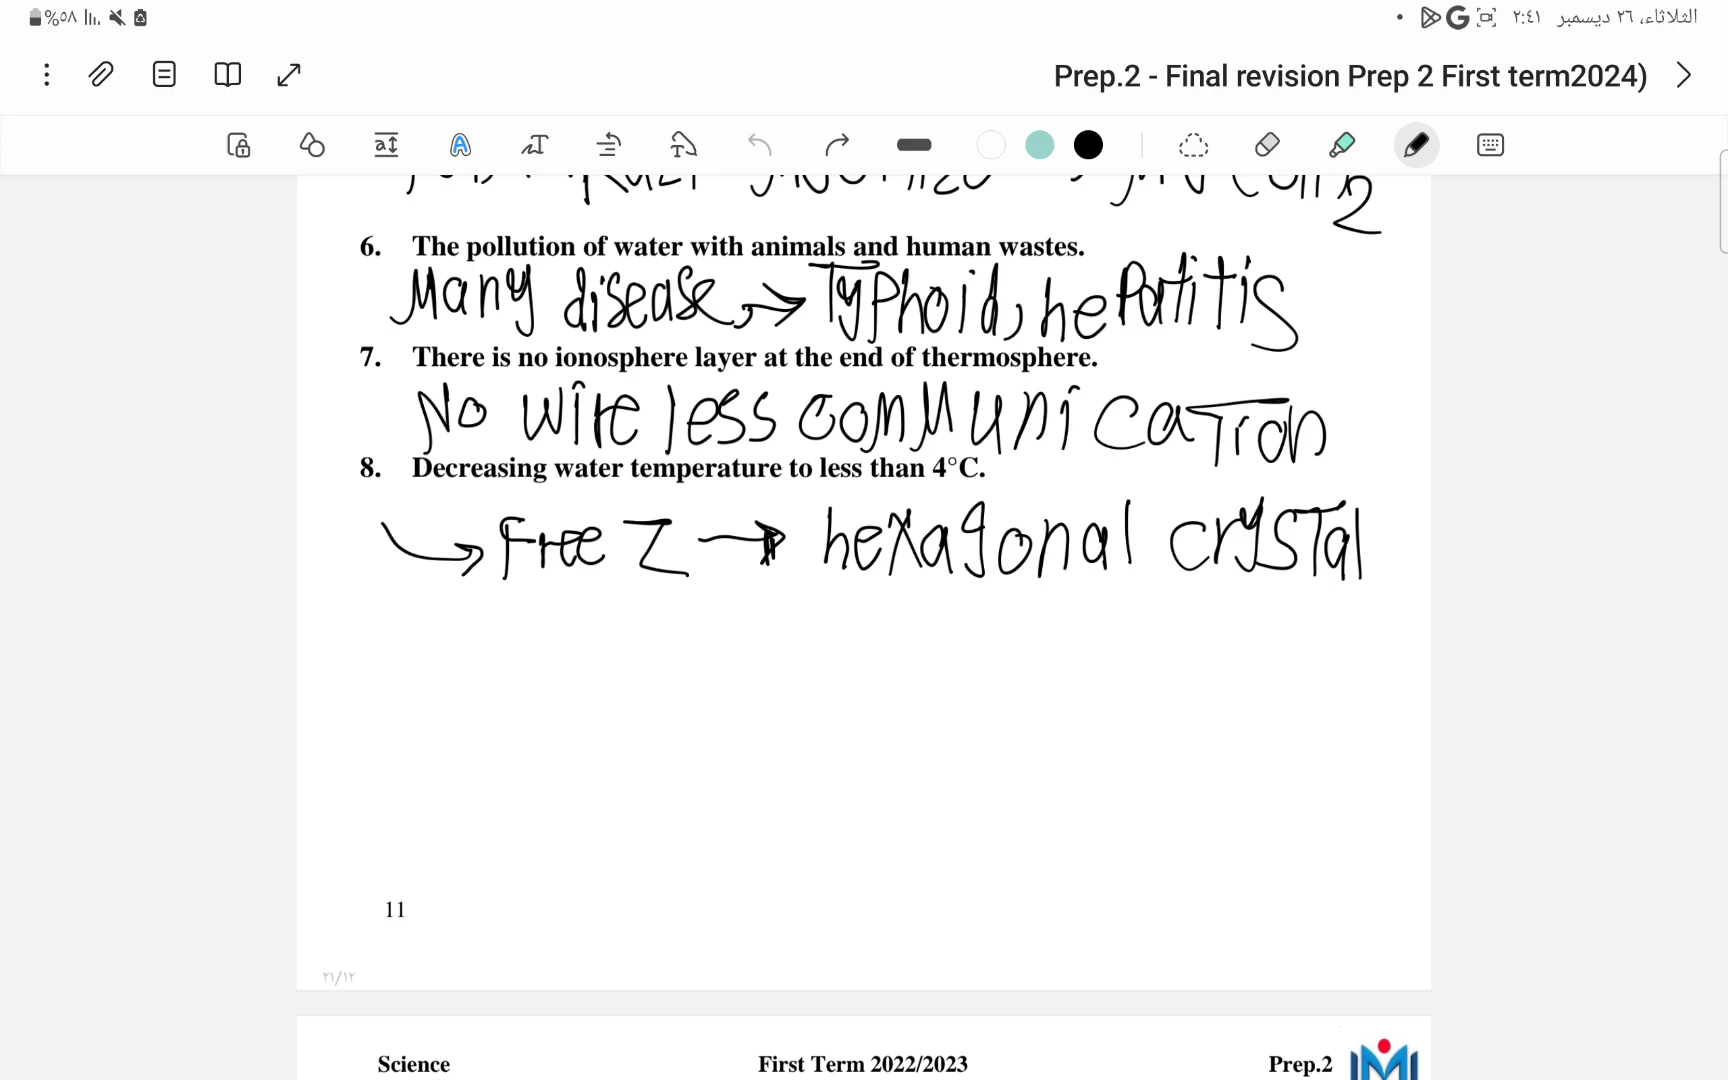 %٥٨
٢:٤١ الثلاثاء، ٢٦ ديسمبر
Prep.2 - Final revision Prep 2 First term2024)
6. The pollution of water with animals and human wastes.
Many disease → Typhoid, hepatitis
7. There is no ionosphere layer at the end of thermosphere.
No wireless communication
8. Decreasing water temperature to less than 4°C.
→ Freez → hexagonal crystal
11
٢١/١٢
Science First Term 2022/2023 Prep.2